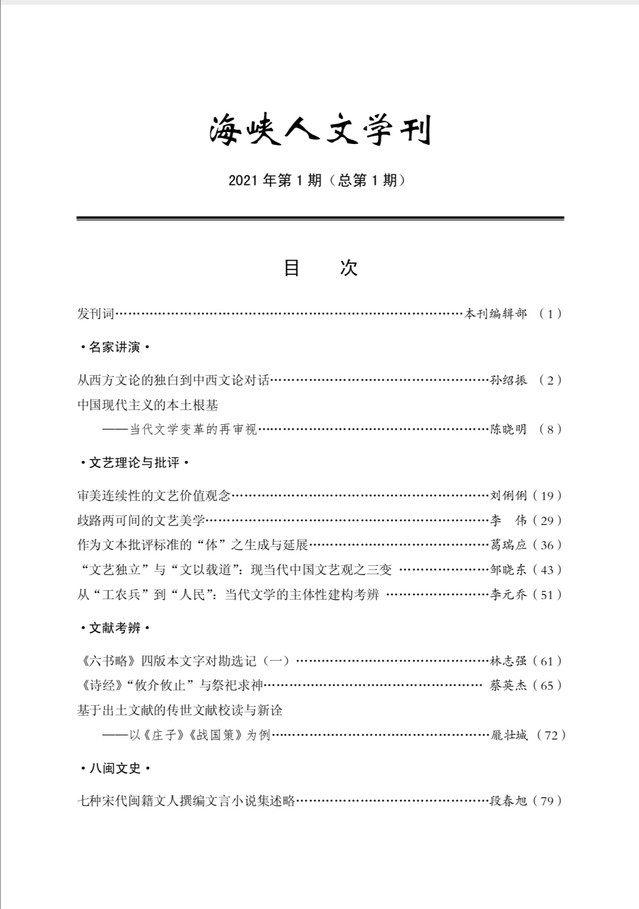 海峡人文学刊
2021 年第 1 期（总第 1 期）
目 次
发刊词……………………………………………………………………………本刊编辑部 （1）
·名家讲演·
从西方文论的独白到中西文论对话………………………………………………孙绍振 （2）
中国现代主义的本土根基
——当代文学变革的再审视…………………………………………………陈晓明 （8）
·文艺理论与批评·
审美连续性的文艺价值观念………………………………………………………刘俐俐（19）
歧路两可间的文艺美学……………………………………………………………李　伟（29）
作为文本批评标准的“体”之生成与延展………………………………………葛瑞应（36）
“文艺独立”与“文以载道”：现当代中国文艺观之三变 …………………邹晓东（43）
从“工农兵”到“人民”：当代文学的主体性建构考辨 ……………………李元乔（51）
·文献考辨·
《六书略》四版本文字对勘选记（一）…………………………………………林志强（61）
《诗经》“攸介攸止”与祭祀求神……………………………………………… 蔡英杰（65）
基于出土文献的传世文献校读与新诠
——以《庄子》《战国策》为例………………………………………………庞壮城 （72）
·八闽文史·
七种宋代闽籍文人撰编文言小说集述略…………………………………………段春旭（79）